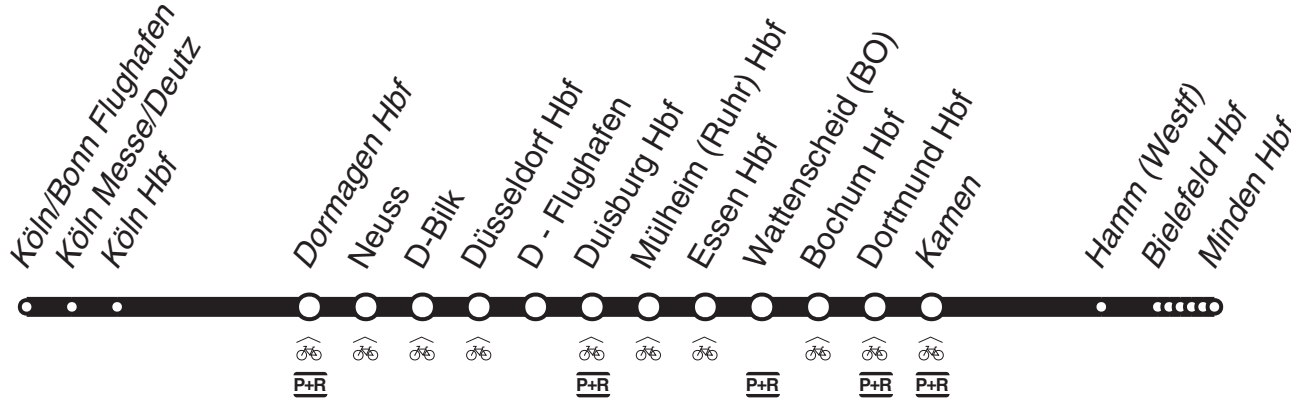 Köln/Bonn Flughafen
Köln Messe/Deutz
Köln Hbf
Dormagen Hbf
Neuss
D-Bilk
Düsseldorf Hbf
D - Flughafen
Duisburg Hbf
Mülheim (Ruhr) Hbf
Essen Hbf
Wattenscheid (BO)
Bochum Hbf
Dortmund Hbf
Kamen
Hamm (Westf)
Bielefeld Hbf
Minden Hbf
P+R
P+R
P+R
P+R
P+R